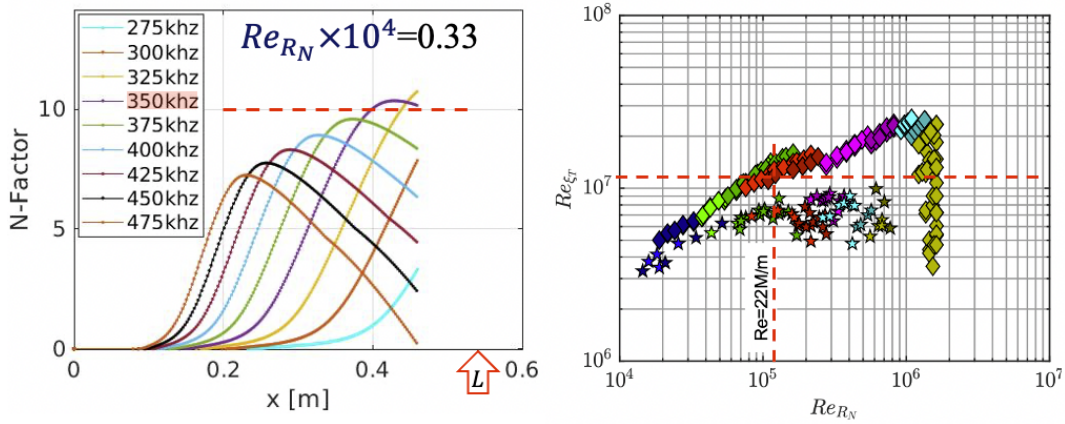 275khz
300khz
325khz
350khz
375khz
400khz
425khz
450khz
475khz
Re_{R_N}×10^4=0.33
10
5
0
N-Factor
0
0.2
0.4
0.6
L
x [m]
10^8
10^7
10^6
Re_{ξ_T}
Re=22M/m
10^4
10^5
10^6
10^7
Re_{R_N}